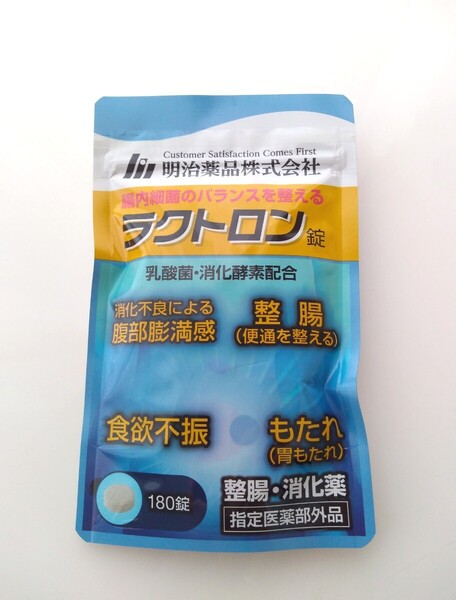 Customer Satisfaction Comes First
明治薬品株式会社
腸内細菌のバランスを整える
ラクトロン錠
乳酸菌・消化酵素配合
消化不良による
腹部膨満感
整腸
(便通を整える)
食欲不振
もたれ
(胃もたれ)
180錠
整腸・消化薬
指定医薬部外品